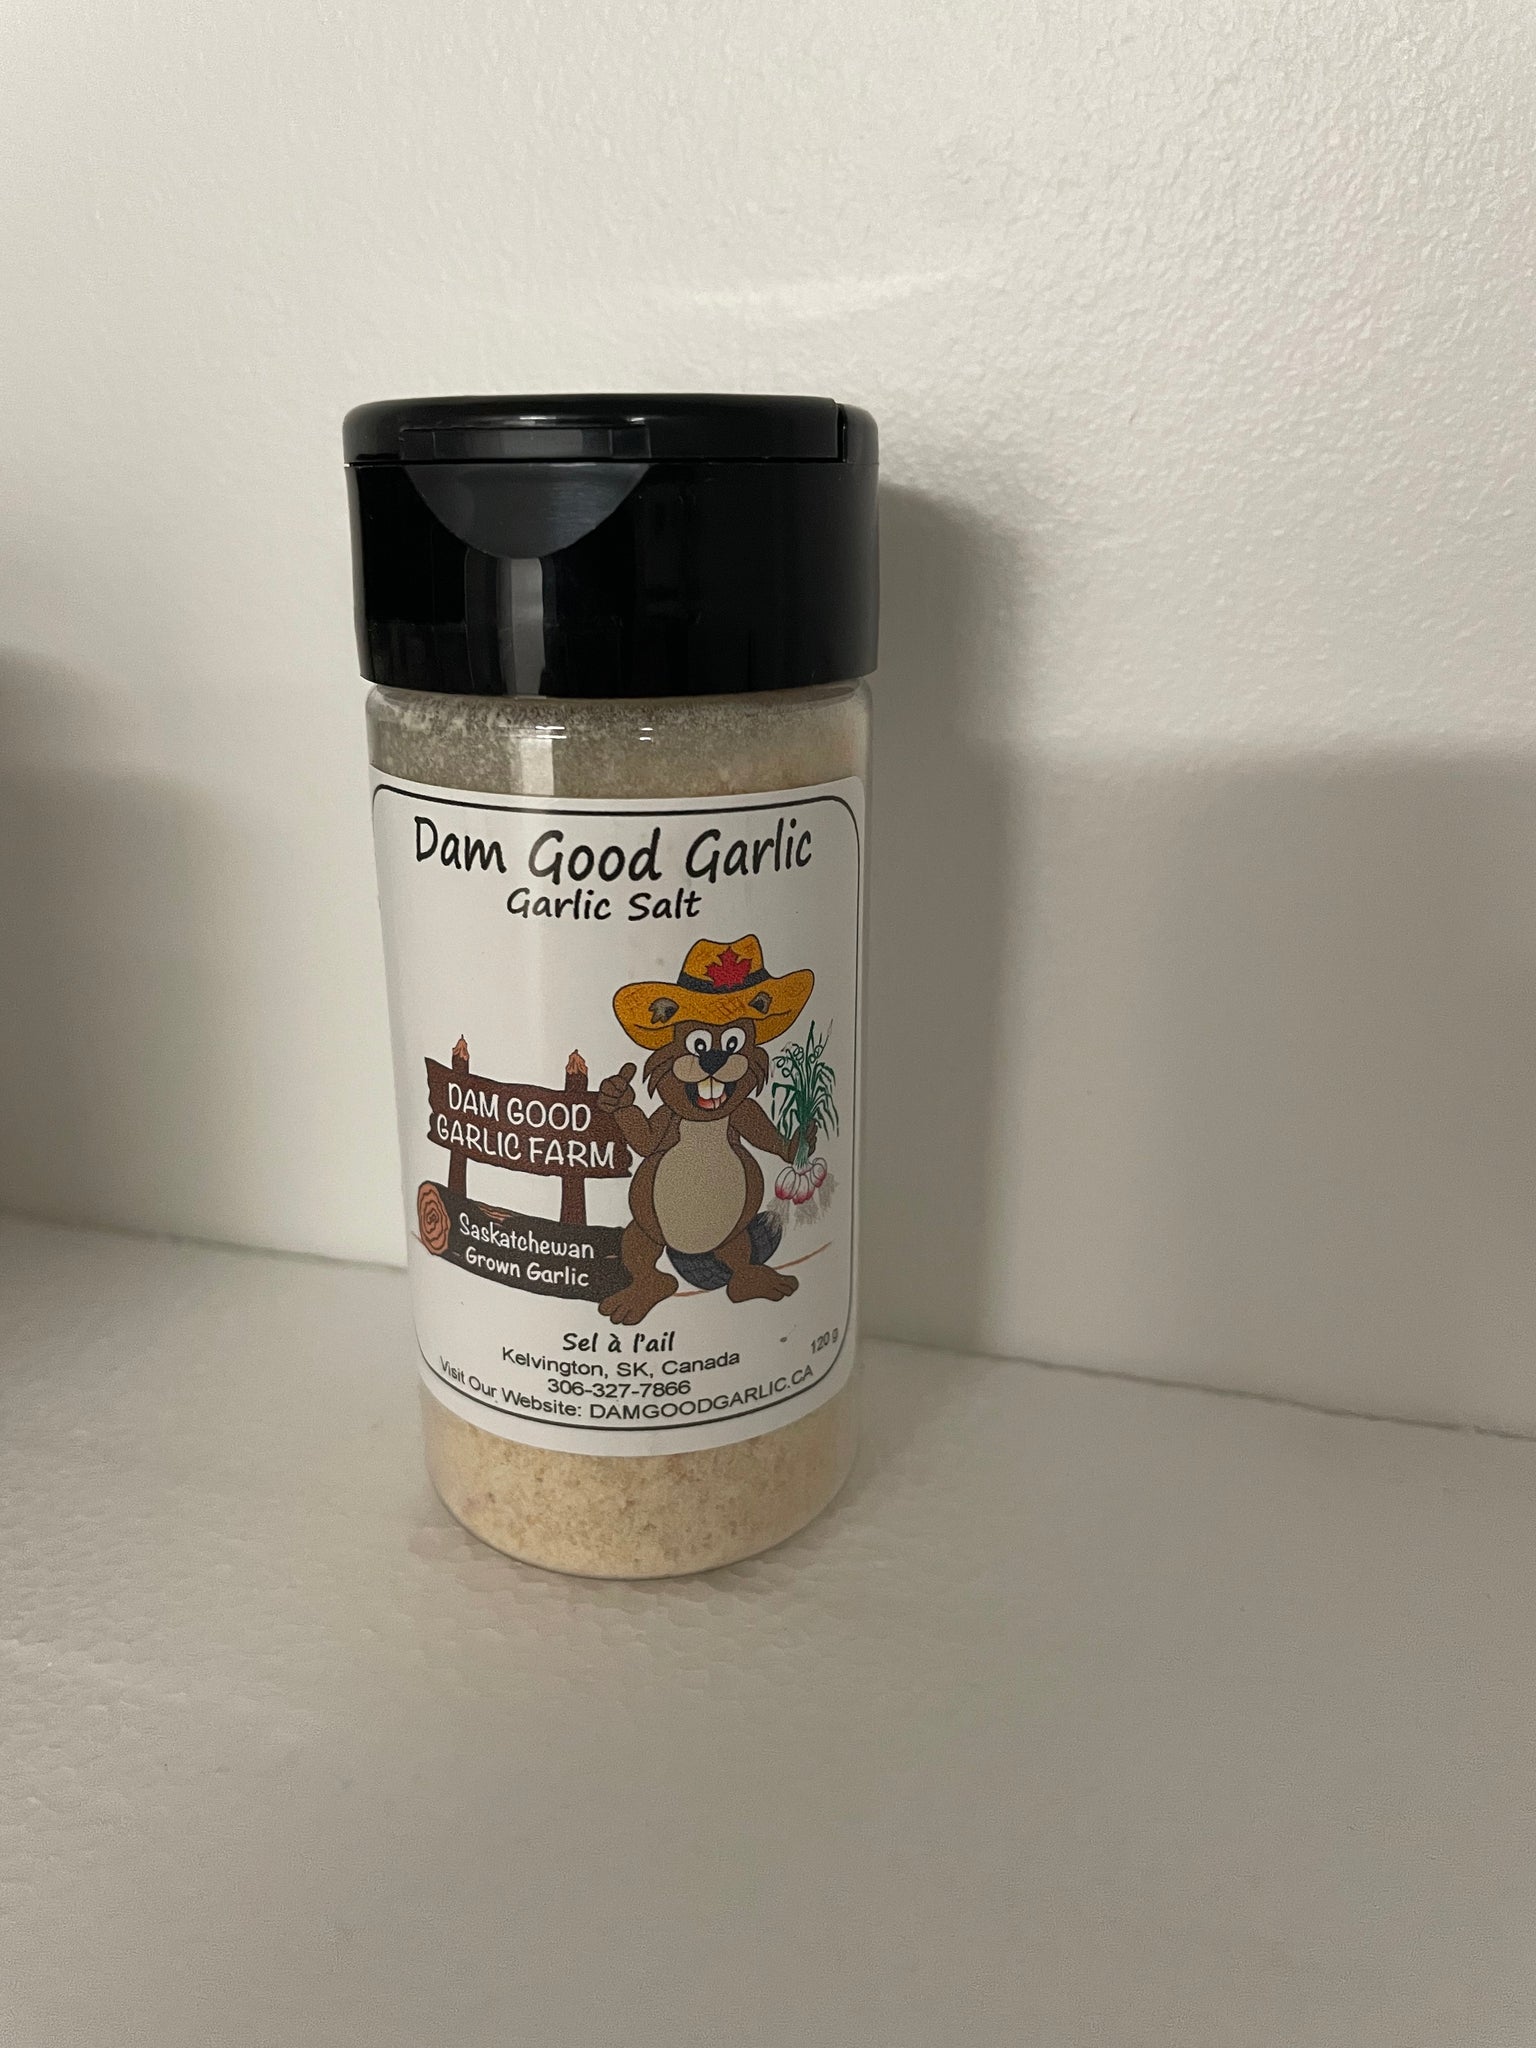 Dam Good Garlic
Garlic Salt
DAM GOOD
GARLIC FARM
Saskatchewan
Grown Garlic
Sel à l'ail
Kelvington, SK, Canada
120 g
306-327-7866
Visit Our Website: DAMGOODGARLIC.CA